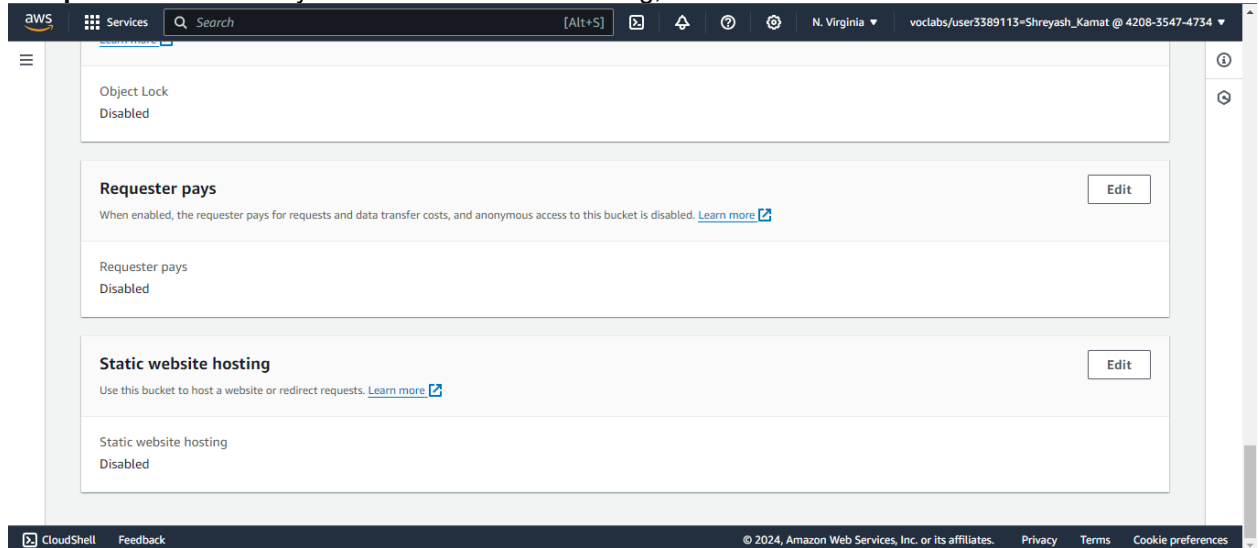 aws Services Search [Alt+S] N. Virginia voclabs/user3389113=Shreyash_Kamat @ 4208-3547-4734
Learn more
Object Lock
Disabled
Requester pays
Edit
When enabled, the requester pays for requests and data transfer costs, and anonymous access to this bucket is disabled. Learn more
Requester pays
Disabled
Static website hosting
Edit
Use this bucket to host a website or redirect requests. Learn more
Static website hosting
Disabled
CloudShell Feedback © 2024, Amazon Web Services, Inc. or its affiliates. Privacy Terms Cookie preferences